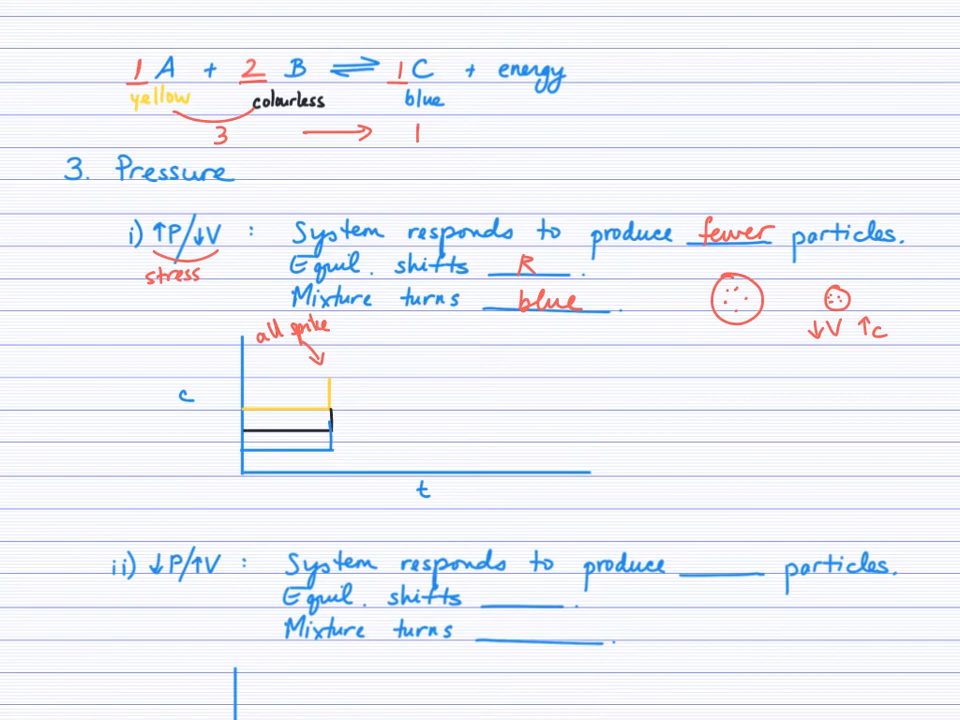 1 A + 2 B ⇌ 1 C + energy
yellow colourless blue
3 → 1
3. Pressure
i) ↑P/↓V : System responds to produce fewer particles.
stress
Equil. shifts R.
Mixture turns blue.
↓V ↑c
all spike
c
t
ii) ↓P/↑V : System responds to produce ____ particles.
Equil. shifts ____.
Mixture turns ____.